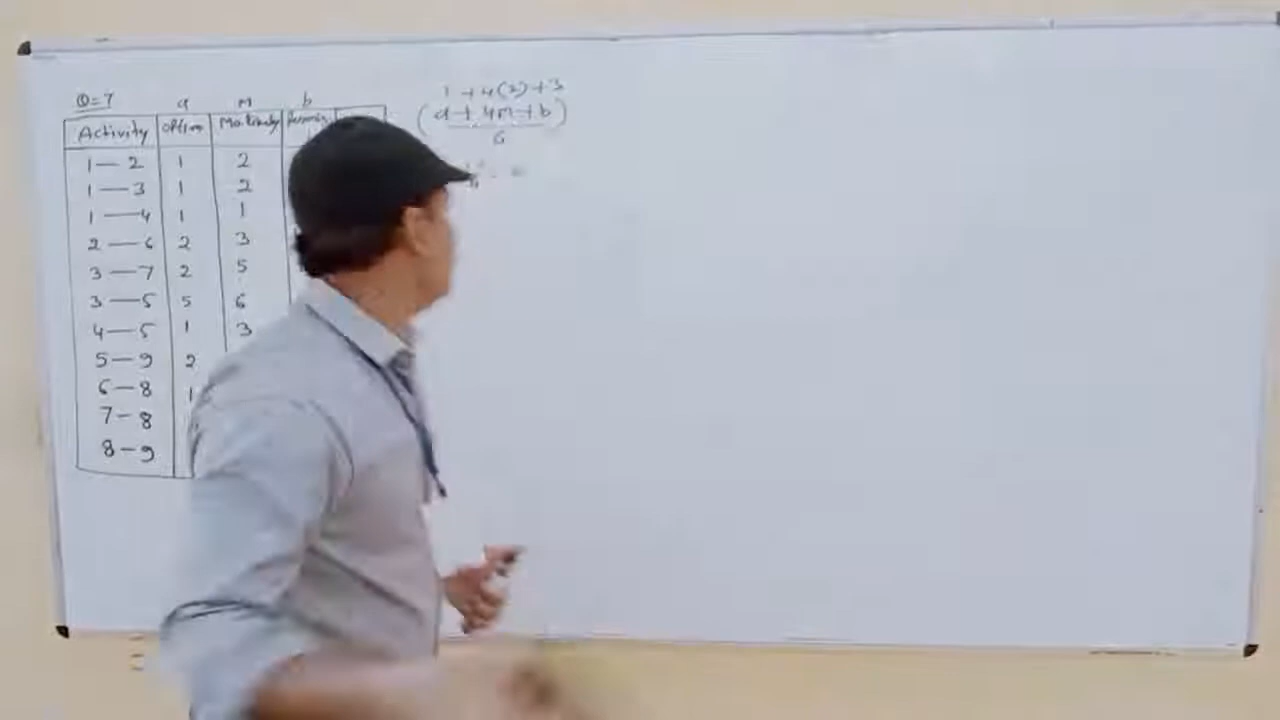 Q=7 a M b
Activity
1 — 2 1 2
1 — 3 1 2
1 — 4 1 1
2 — 6 2 3
3 — 7 2 5
3 — 5 5 6
4 — 5 1 3
5 — 9 2
6 — 8 1
7 — 8
8 — 9
1 + 4(2) + 3
(a + 4M + b)
6